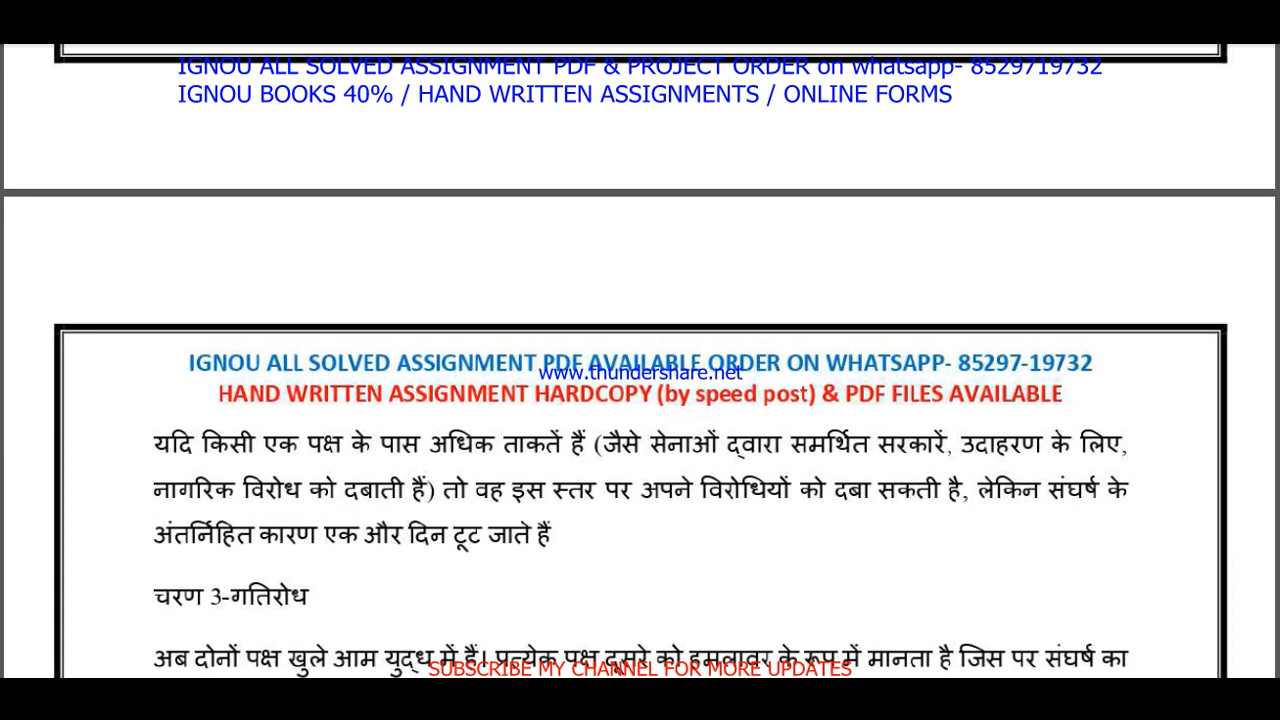 IGNOU ALL SOLVED ASSIGNMENT PDF & PROJECT ORDER on whatsapp- 8529719732
IGNOU BOOKS 40% / HAND WRITTEN ASSIGNMENTS / ONLINE FORMS
IGNOU ALL SOLVED ASSIGNMENT PDF AVAILABLE ORDER ON WHATSAPP- 85297-19732
www.thundershare.net
HAND WRITTEN ASSIGNMENT HARDCOPY (by speed post) & PDF FILES AVAILABLE
यदि किसी एक पक्ष के पास अधिक ताकतें हैं (जैसे सेनाओं द्वारा समर्थित सरकारें, उदाहरण के लिए,
नागरिक विरोध को दबाती हैं) तो वह इस स्तर पर अपने विरोधियों को दबा सकती है, लेकिन संघर्ष के
अंतर्निहित कारण एक और दिन टूट जाते हैं
चरण 3-गतिरोध
अब दोनों पक्ष खुले आम युद्ध में हैं। प्रत्येक पक्ष दूसरे को हमलावर के रूप में मानता है जिस पर संघर्ष का
SUBSCRIBE MY CHANNEL FOR MORE UPDATES